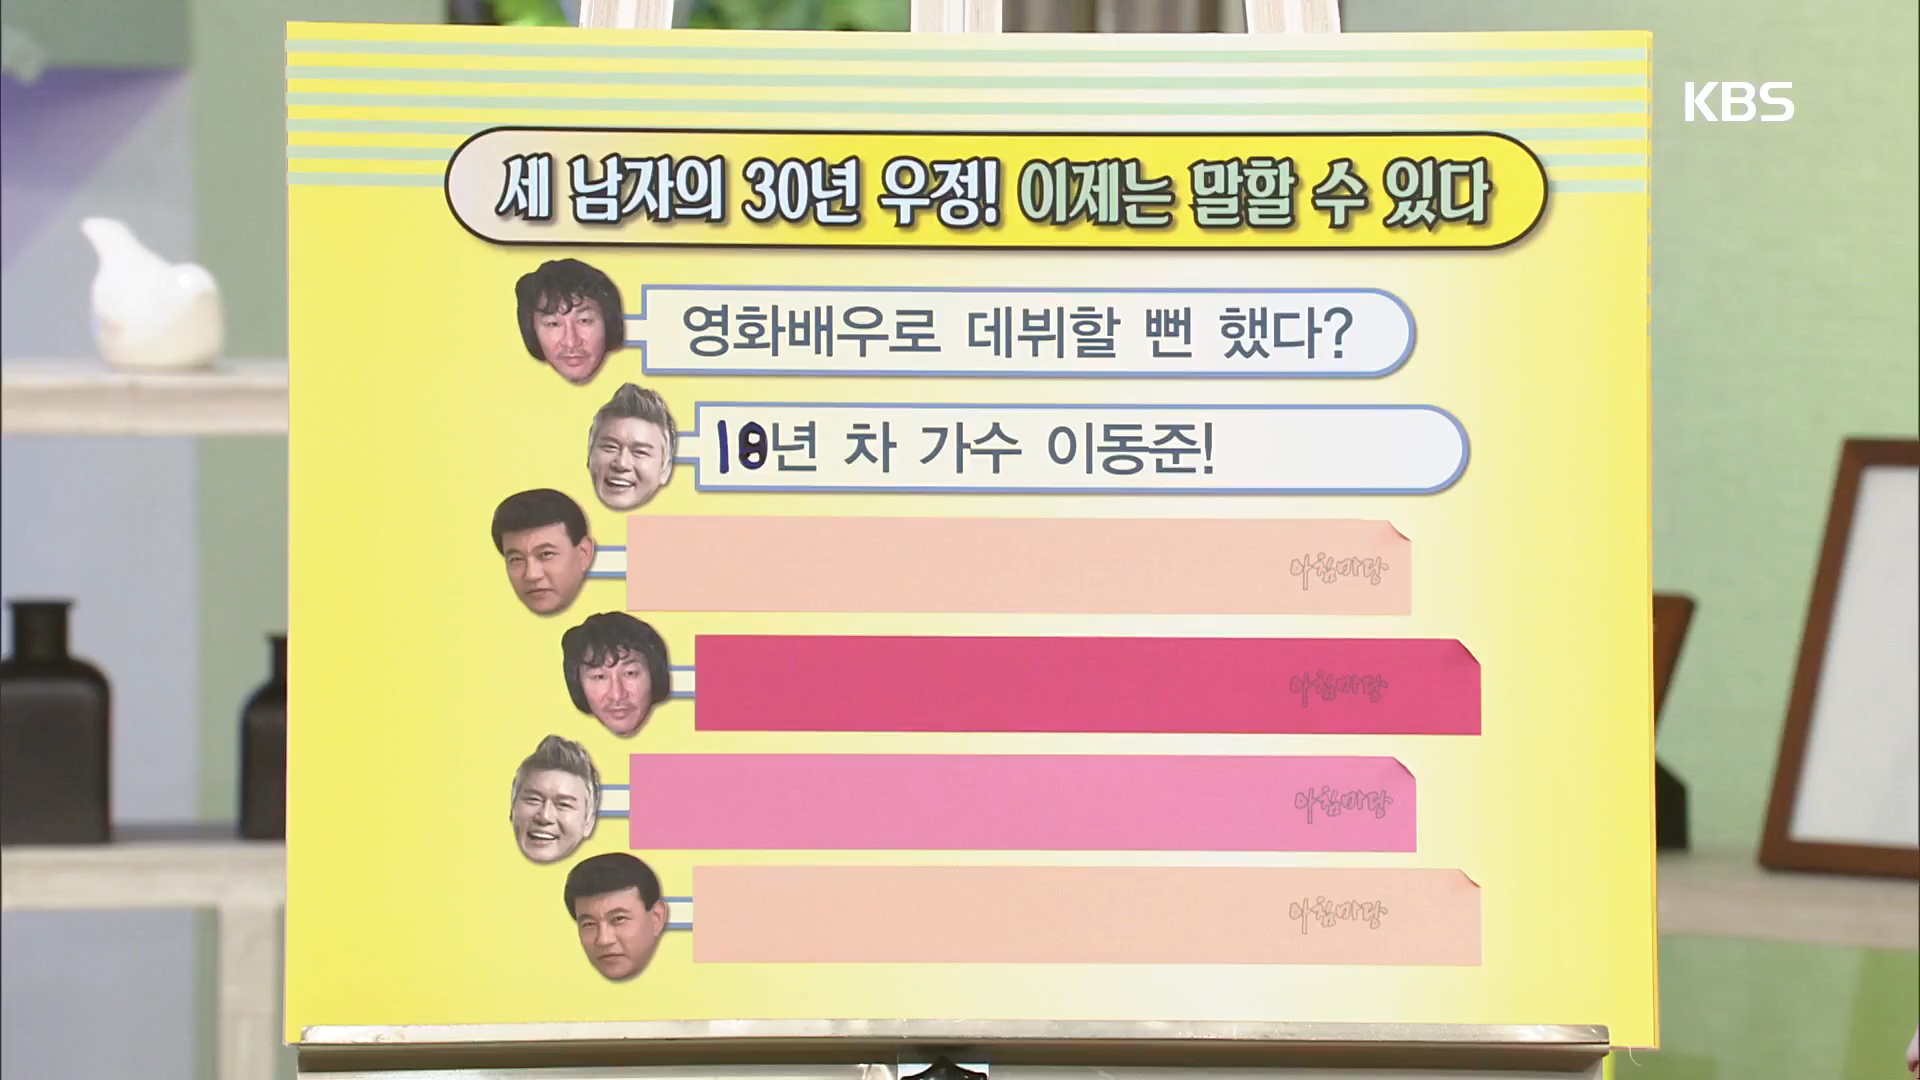 KBS
세 남자의 30년 우정! 이제는 말할 수 있다
영화배우로 데뷔할 뻔 했다?
18년 차 가수 이동준!
아침마당
아침마당
아침마당
아침마당